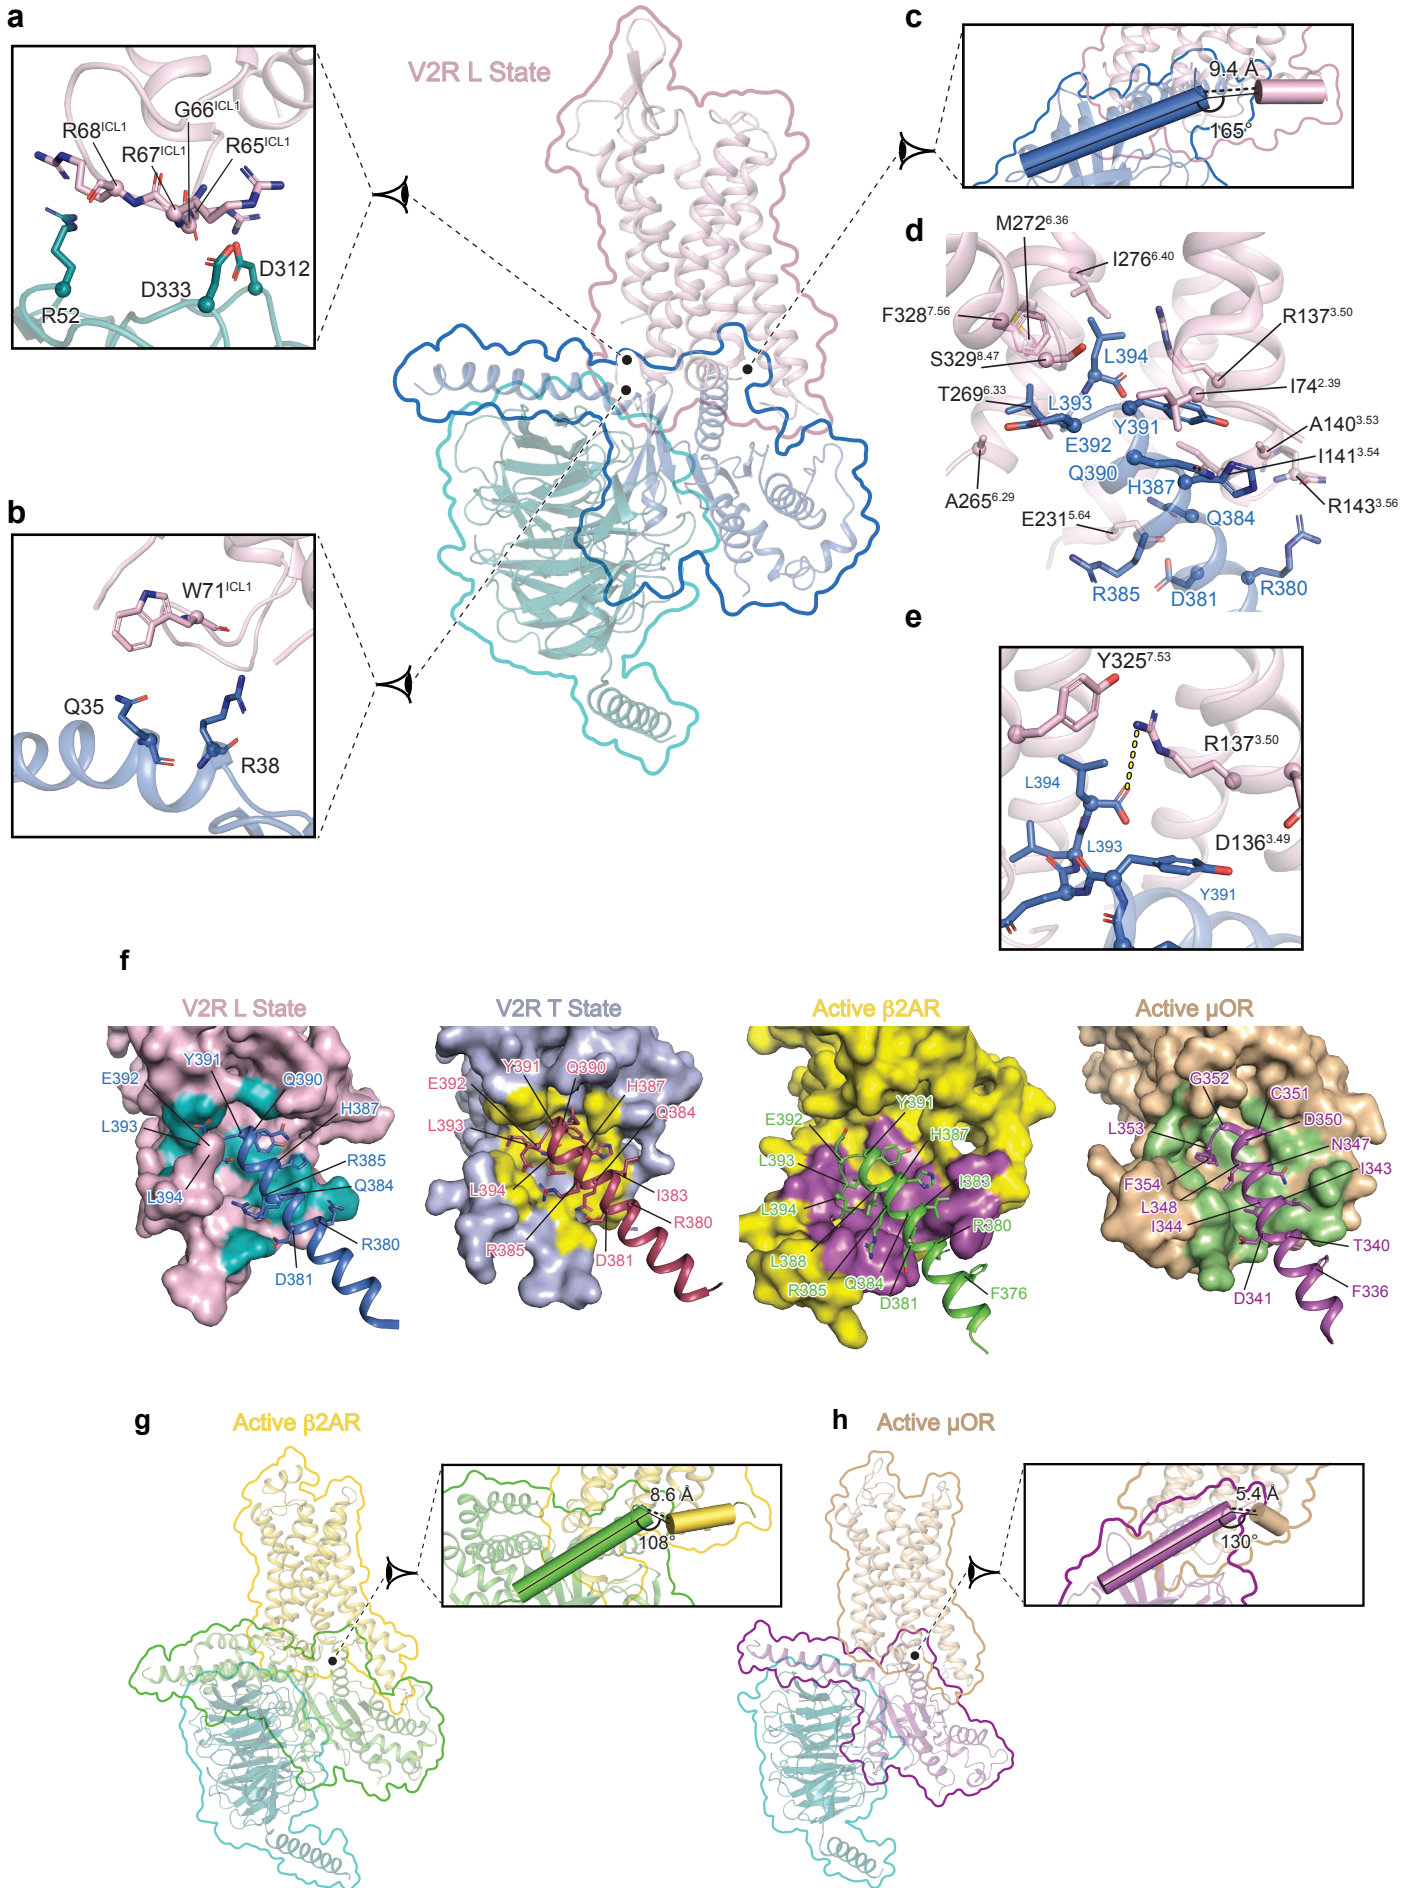 a
V2R L State
G66ICL1
R68ICL1
R67ICL1
R65ICL1
D312
D333
R52
c
9.4 Å
165°
d
M2726.36
I2766.40
F3287.56
R1373.50
L394
S3298.47
T2696.33
L393
I742.39
E392
Y391
A1403.53
Q390
H387
I1413.54
A2656.29
R1433.56
E2315.64
Q384
R385
D381
R380
b
W71ICL1
Q35
R38
e
Y3257.53
R1373.50
L394
D1363.49
L393
Y391
f
V2R L State
Y391
E392
Q390
H387
L393
R385
Q384
L394
R380
D381
V2R T State
Y391
Q390
E392
H387
Q384
L393
L394
I383
R380
R385
D381
Active β2AR
Y391
E392
H387
L393
I383
L394
R380
L388
R385
Q384
D381
F376
Active μOR
G352
C351
D350
L353
N347
I343
F354
L348
I344
T340
D341
F336
g
Active β2AR
8.6 Å
108°
h
Active μOR
5.4 Å
130°